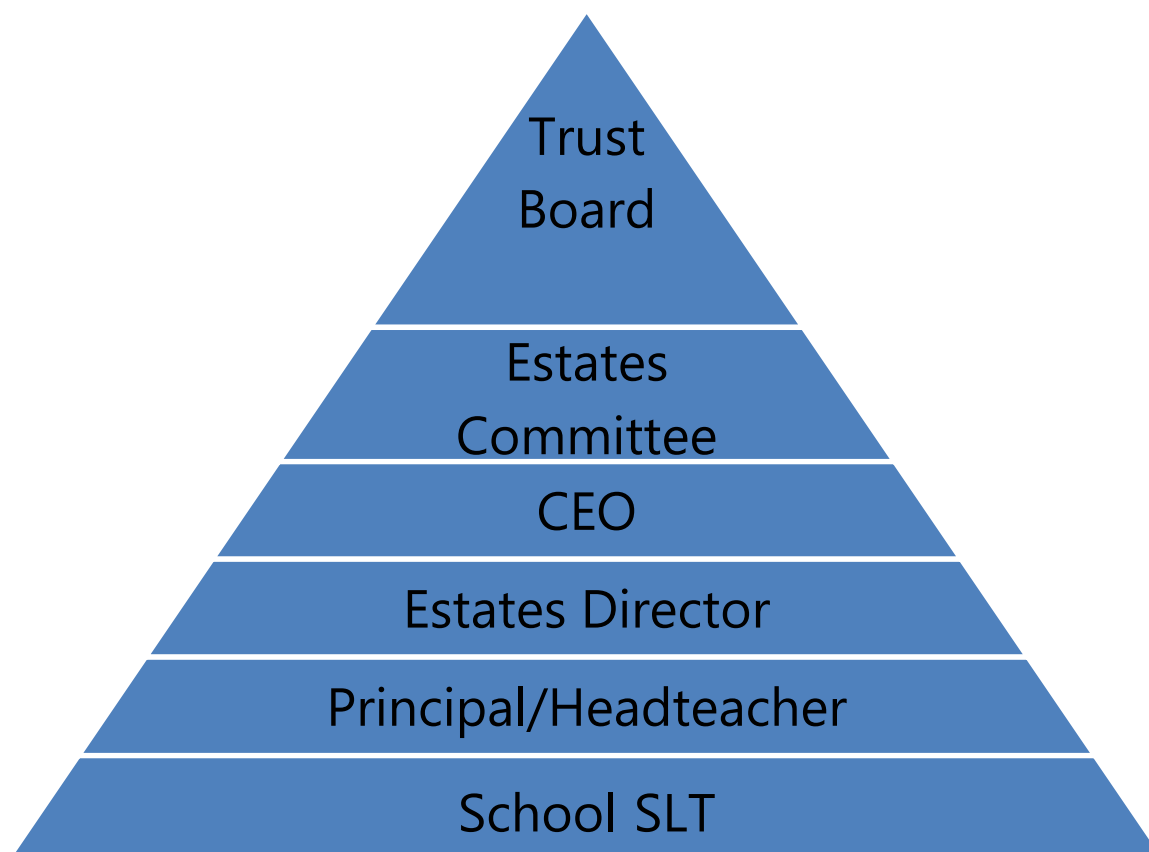 Trust
Board
Estates
Committee
CEO
Estates Director
Principal/Headteacher
School SLT